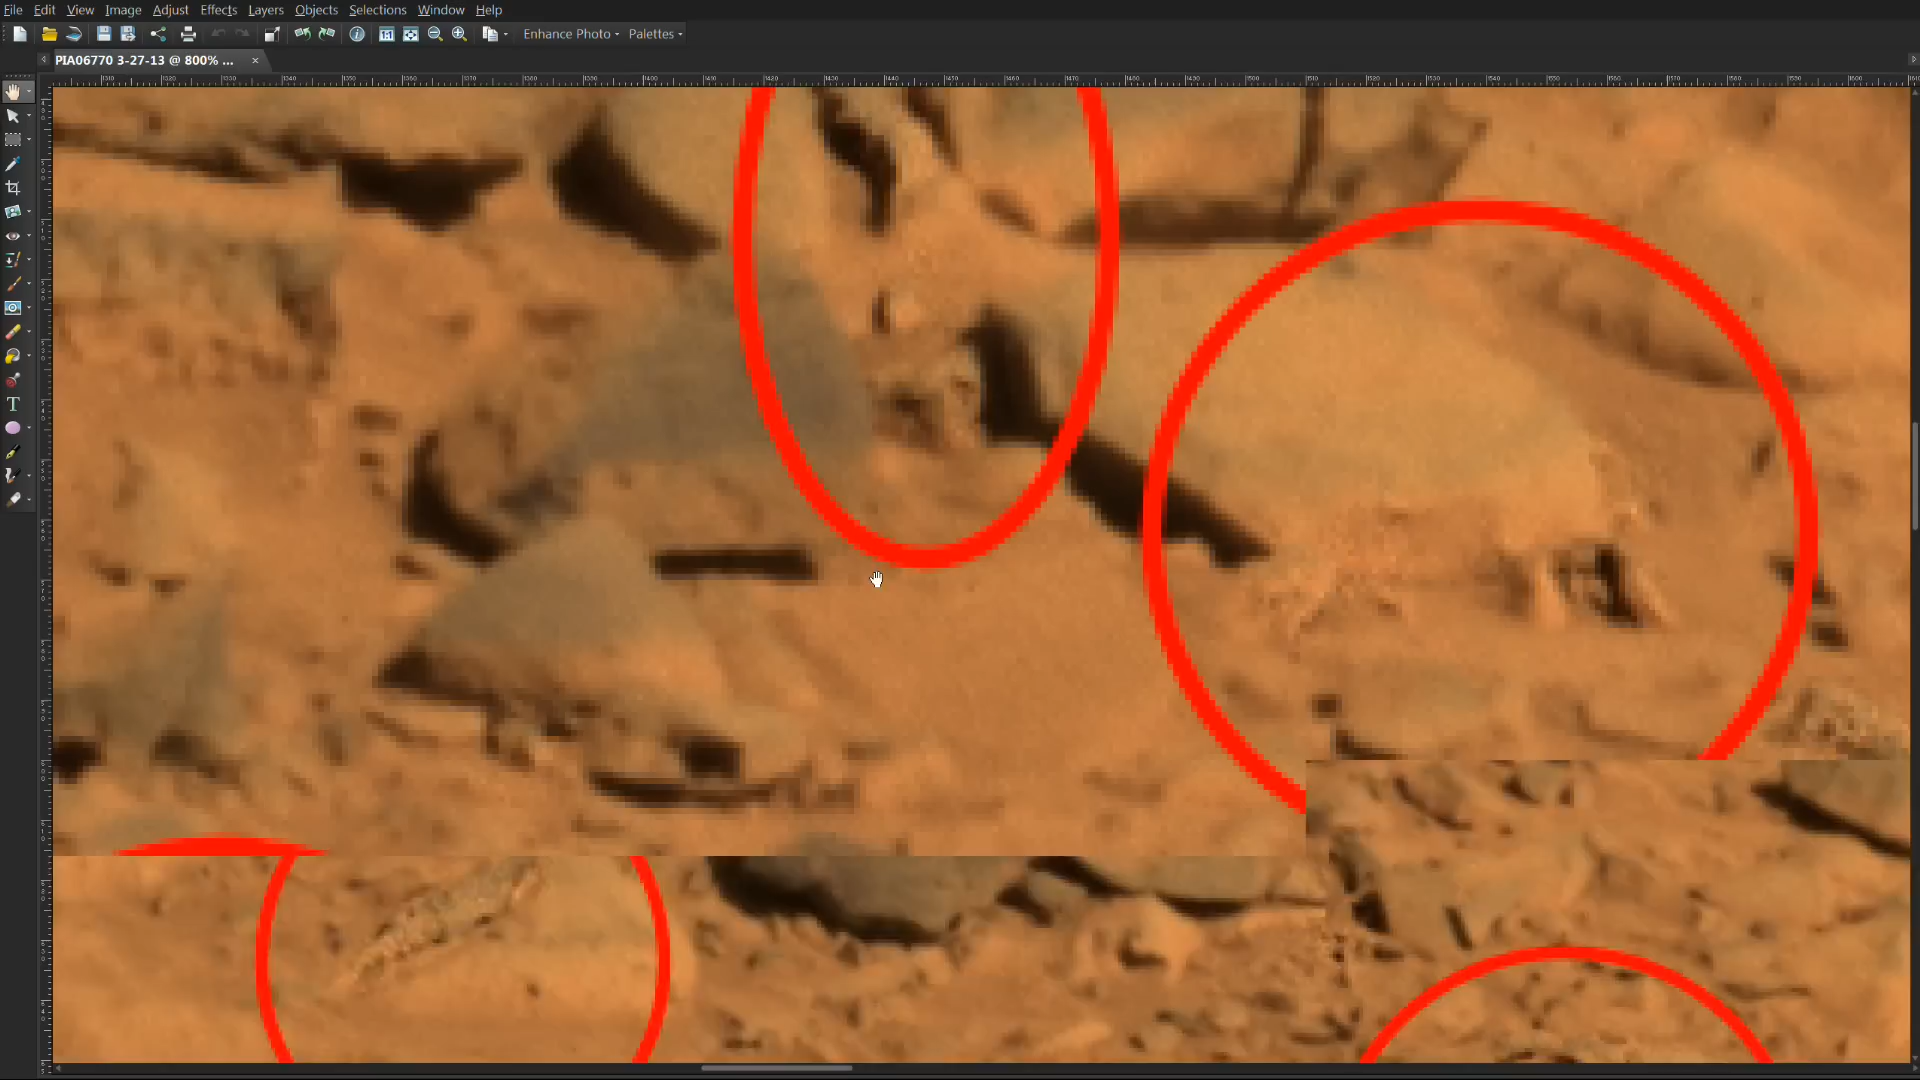 File Edit View Image Adjust Effects Layers Objects Selections Window Help
Enhance Photo Palettes
PIA06770 3-27-13 @ 800% ...